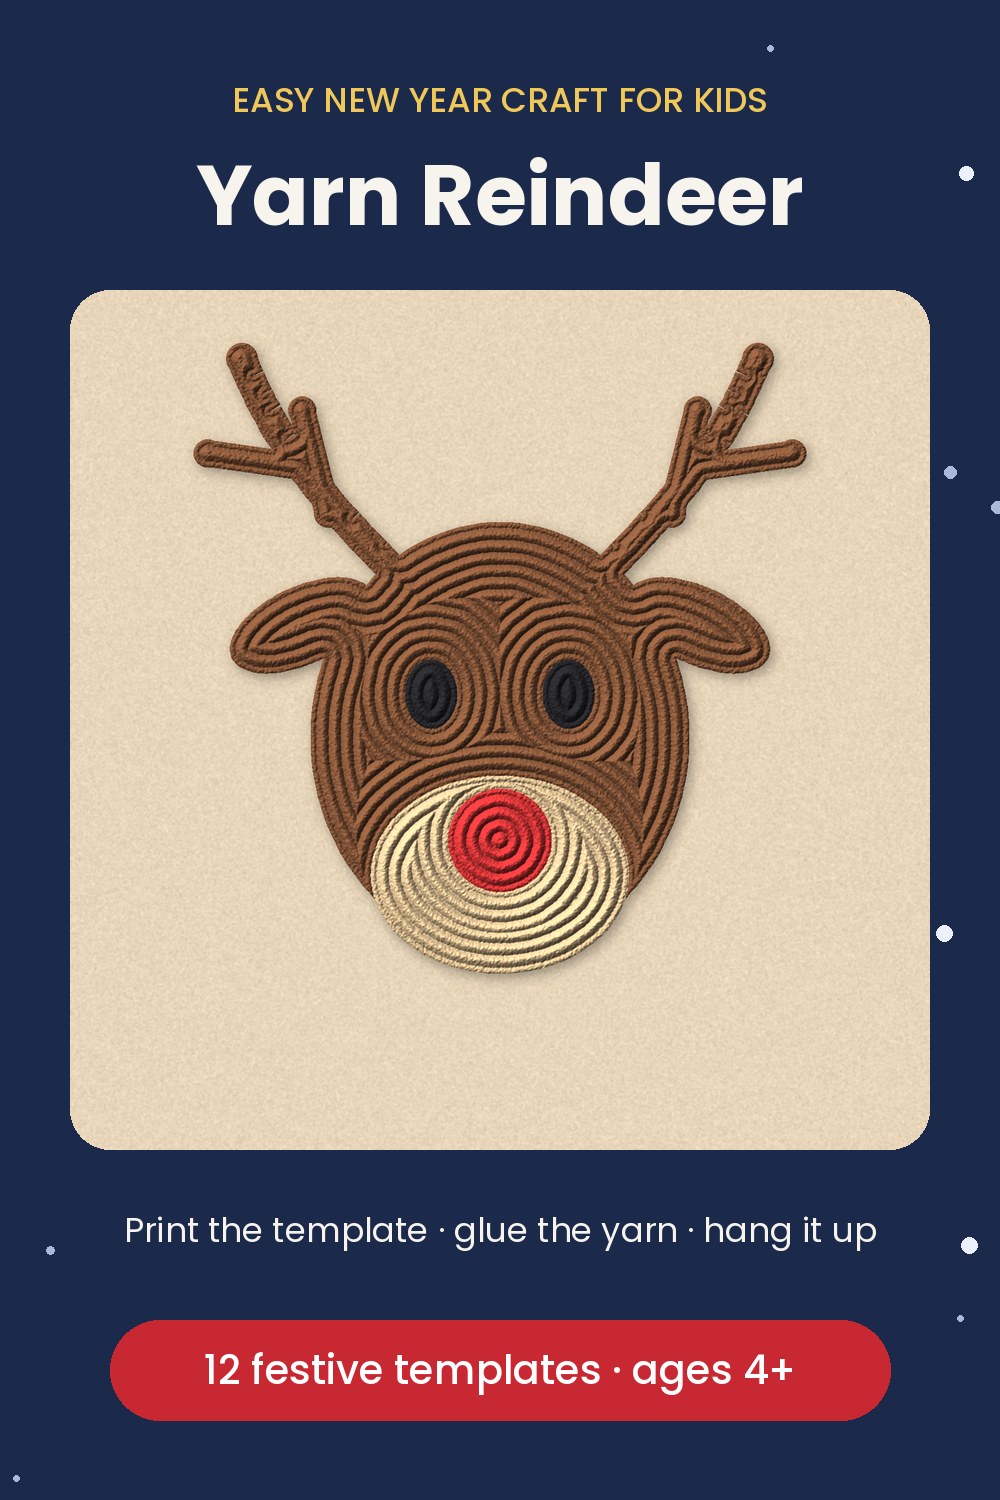 EASY NEW YEAR CRAFT FOR KIDS
Yarn Reindeer
Print the template · glue the yarn · hang it up
12 festive templates · ages 4+